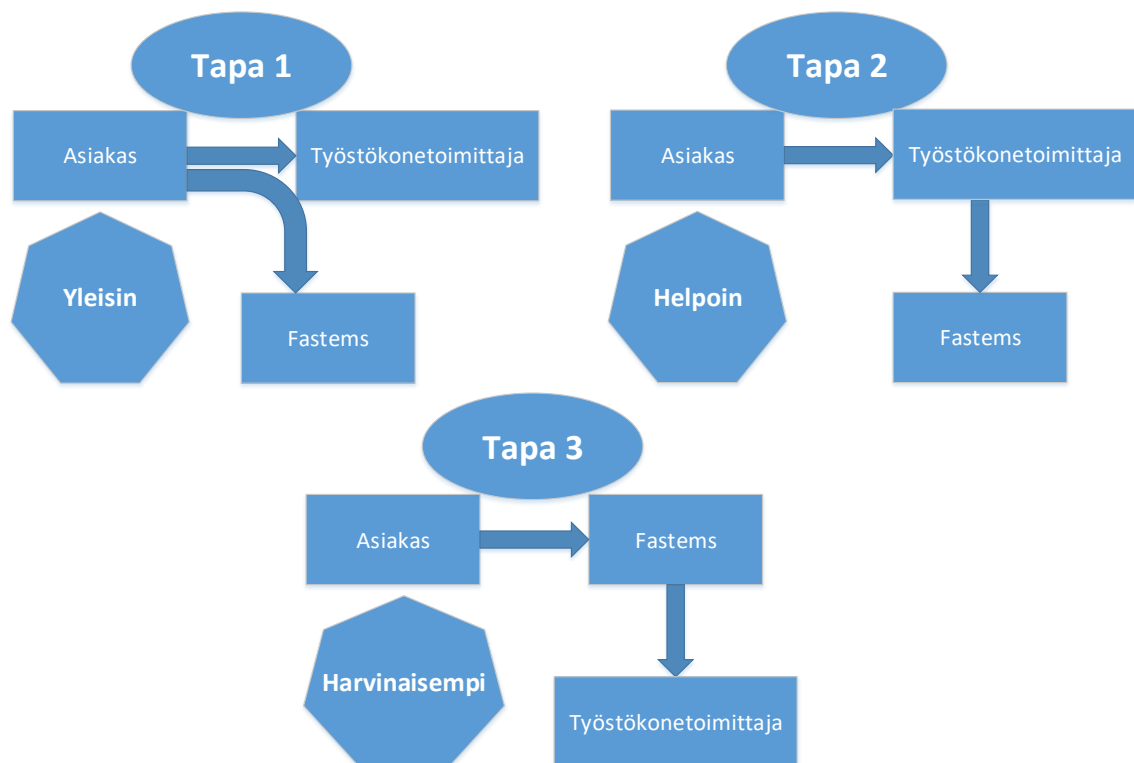 Tapa 1
Asiakas
Työstökonetoimittaja
Yleisin
Fastems
Tapa 2
Asiakas
Työstökonetoimittaja
Helpoin
Fastems
Tapa 3
Asiakas
Fastems
Harvinaisempi
Työstökonetoimittaja